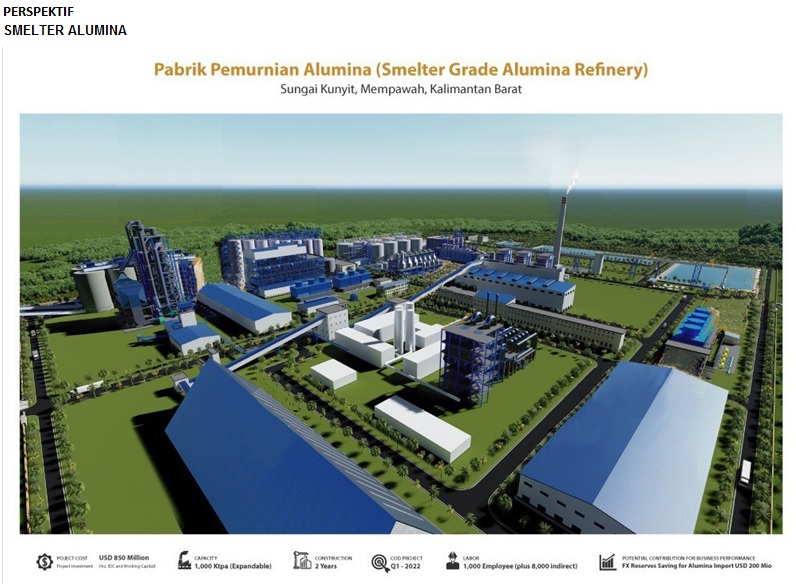 PERSPEKTIF
SMELTER ALUMINA
Pabrik Pemurnian Alumina (Smelter Grade Alumina Refinery)
Sungai Kunyit, Mempawah, Kalimantan Barat
POJECT COST USD 850 Million
Project Investment (Inc. IDC and Working Capital)
CAPACITY
1,000 Ktpa (Expandable)
CONSTRUCTION
2 Years
COD PROJECT
Q1 - 2022
LABOR
1,000 Employee (plus 8,000 indirect)
POTENTIAL CONTRIBUTION FOR BUSINESS PERFORMANCE
FX Reserves Saving for Alumina Import USD 200 Mio